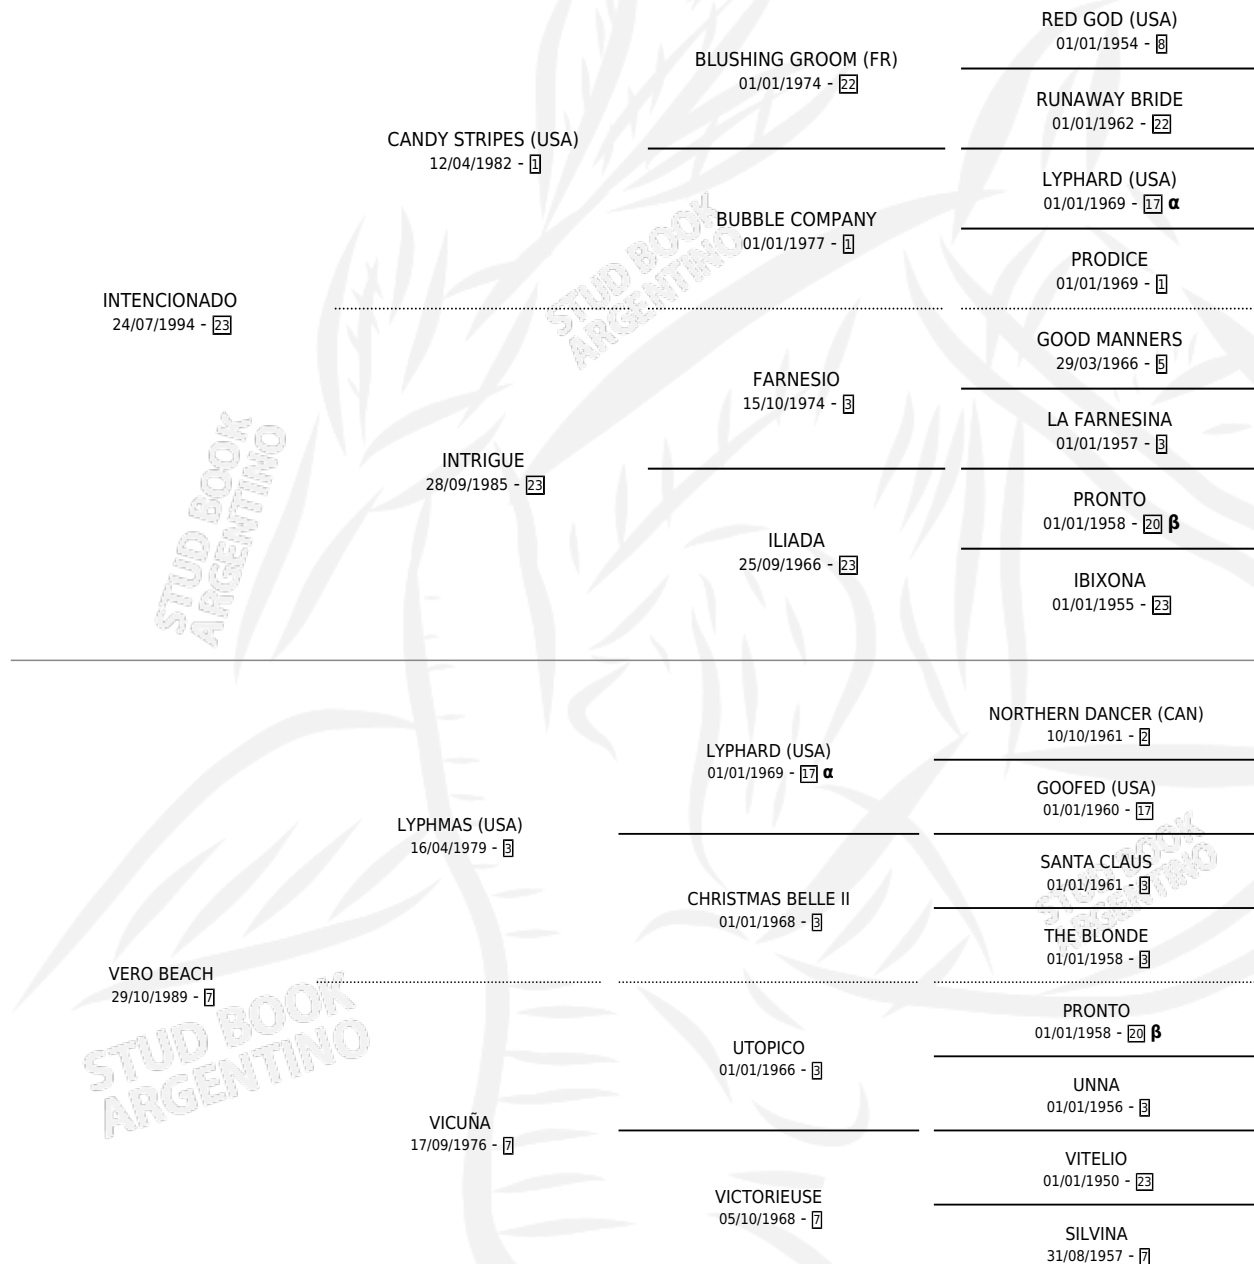 RED GOD (USA)
01/01/1954 - 8
BLUSHING GROOM (FR)
01/01/1974 - 22
RUNAWAY BRIDE
01/01/1962 - 22
CANDY STRIPES (USA)
12/04/1982 - 1
LYPHARD (USA)
01/01/1969 - 17 α
BUBBLE COMPANY
01/01/1977 - 1
PRODICE
01/01/1969 - 1
INTENCIONADO
24/07/1994 - 23
GOOD MANNERS
29/03/1966 - 5
FARNESIO
15/10/1974 - 3
LA FARNESINA
01/01/1957 - 3
INTRIGUE
28/09/1985 - 23
PRONTO
01/01/1958 - 20 β
ILIADA
25/09/1966 - 23
IBIXONA
01/01/1955 - 23
NORTHERN DANCER (CAN)
10/10/1961 - 2
LYPHARD (USA)
01/01/1969 - 17 α
GOOFED (USA)
01/01/1960 - 17
LYPHMAS (USA)
16/04/1979 - 3
SANTA CLAUS
01/01/1961 - 3
CHRISTMAS BELLE II
01/01/1968 - 3
THE BLONDE
01/01/1958 - 3
VERO BEACH
29/10/1989 - 7
PRONTO
01/01/1958 - 20 β
UTOPICO
01/01/1966 - 3
UNNA
01/01/1956 - 3
VICUÑA
17/09/1976 - 7
VITELIO
01/01/1950 - 23
VICTORIEUSE
05/10/1968 - 7
SILVINA
31/08/1957 - 7
STUD BOOK
ARGENTINO
STUD BOOK
ARGENTINO
STUD BOOK
ARGENTINO
STUD BOOK
ARGENTINO